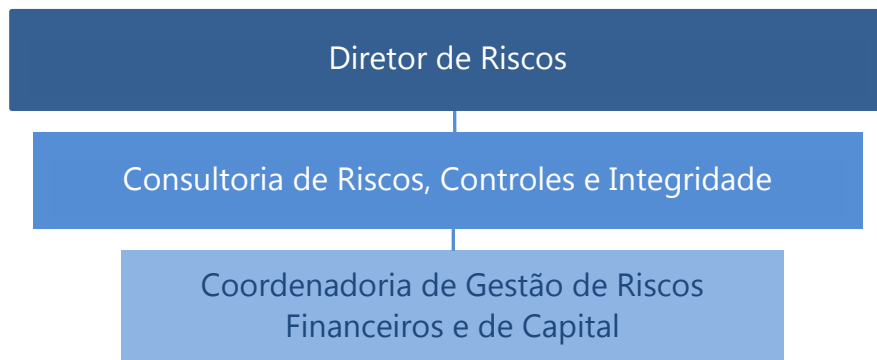 Diretor de Riscos
Consultoria de Riscos, Controles e Integridade
Coordenadoria de Gestão de Riscos
Financeiros e de Capital